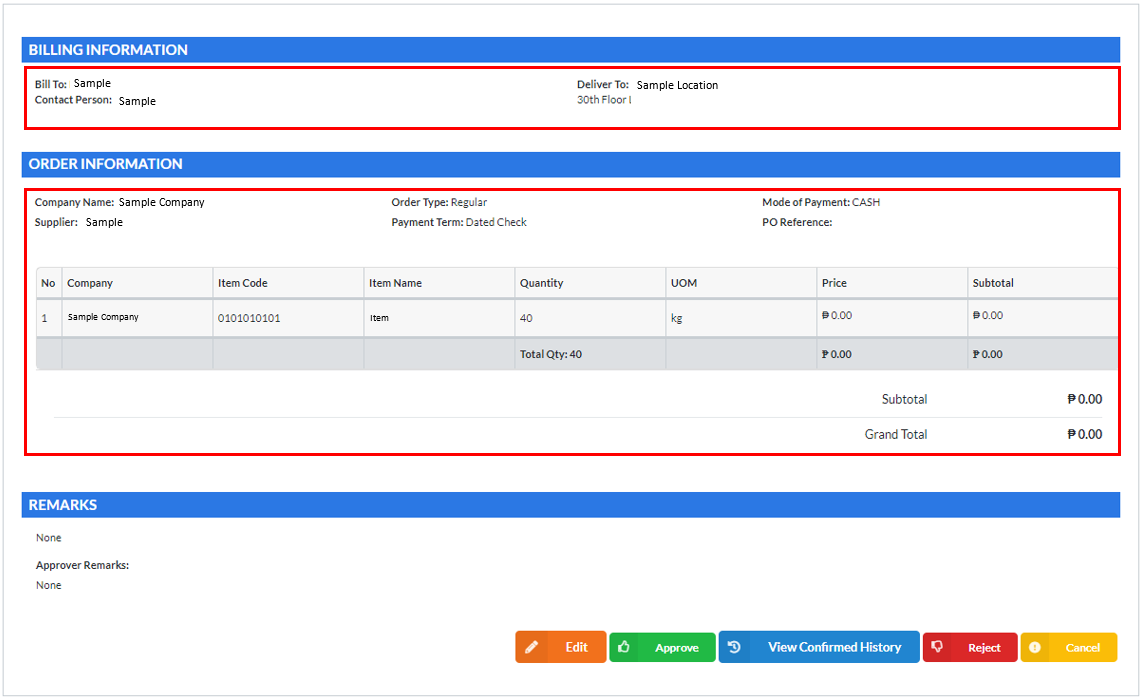 BILLING INFORMATION
Bill To: Sample
Deliver To: Sample Location
Contact Person: Sample
30th Floor
ORDER INFORMATION
Company Name: Sample Company
Order Type: Regular
Mode of Payment: CASH
Supplier: Sample
Payment Term: Dated Check
PO Reference:
No Company Item Code Item Name Quantity UOM Price Subtotal
1 Sample Company 0101010101 Item 40 kg ₱ 0.00 ₱ 0.00
Total Qty: 40 ₱ 0.00 ₱ 0.00
Subtotal ₱ 0.00
Grand Total ₱ 0.00
REMARKS
None
Approver Remarks:
None
Edit Approve View Confirmed History Reject Cancel